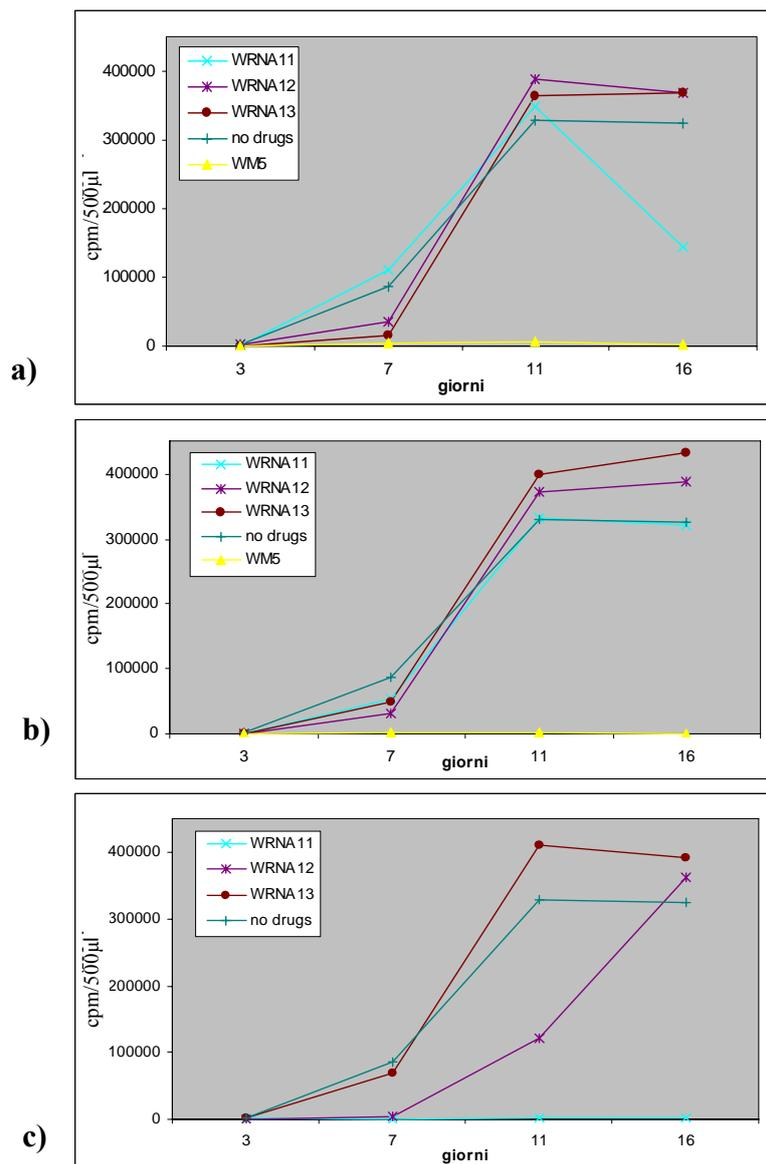 a)
WRNA11
WRNA12
WRNA13
no drugs
WM5
cpm/500µl
400000
300000
200000
100000
0
3 7 11 16
giorni
b)
WRNA11
WRNA12
WRNA13
no drugs
WM5
cpm/500µl
400000
300000
200000
100000
0
3 7 11 16
giorni
c)
WRNA11
WRNA12
WRNA13
no drugs
cpm/500µl
400000
300000
200000
100000
0
3 7 11 16
giorni